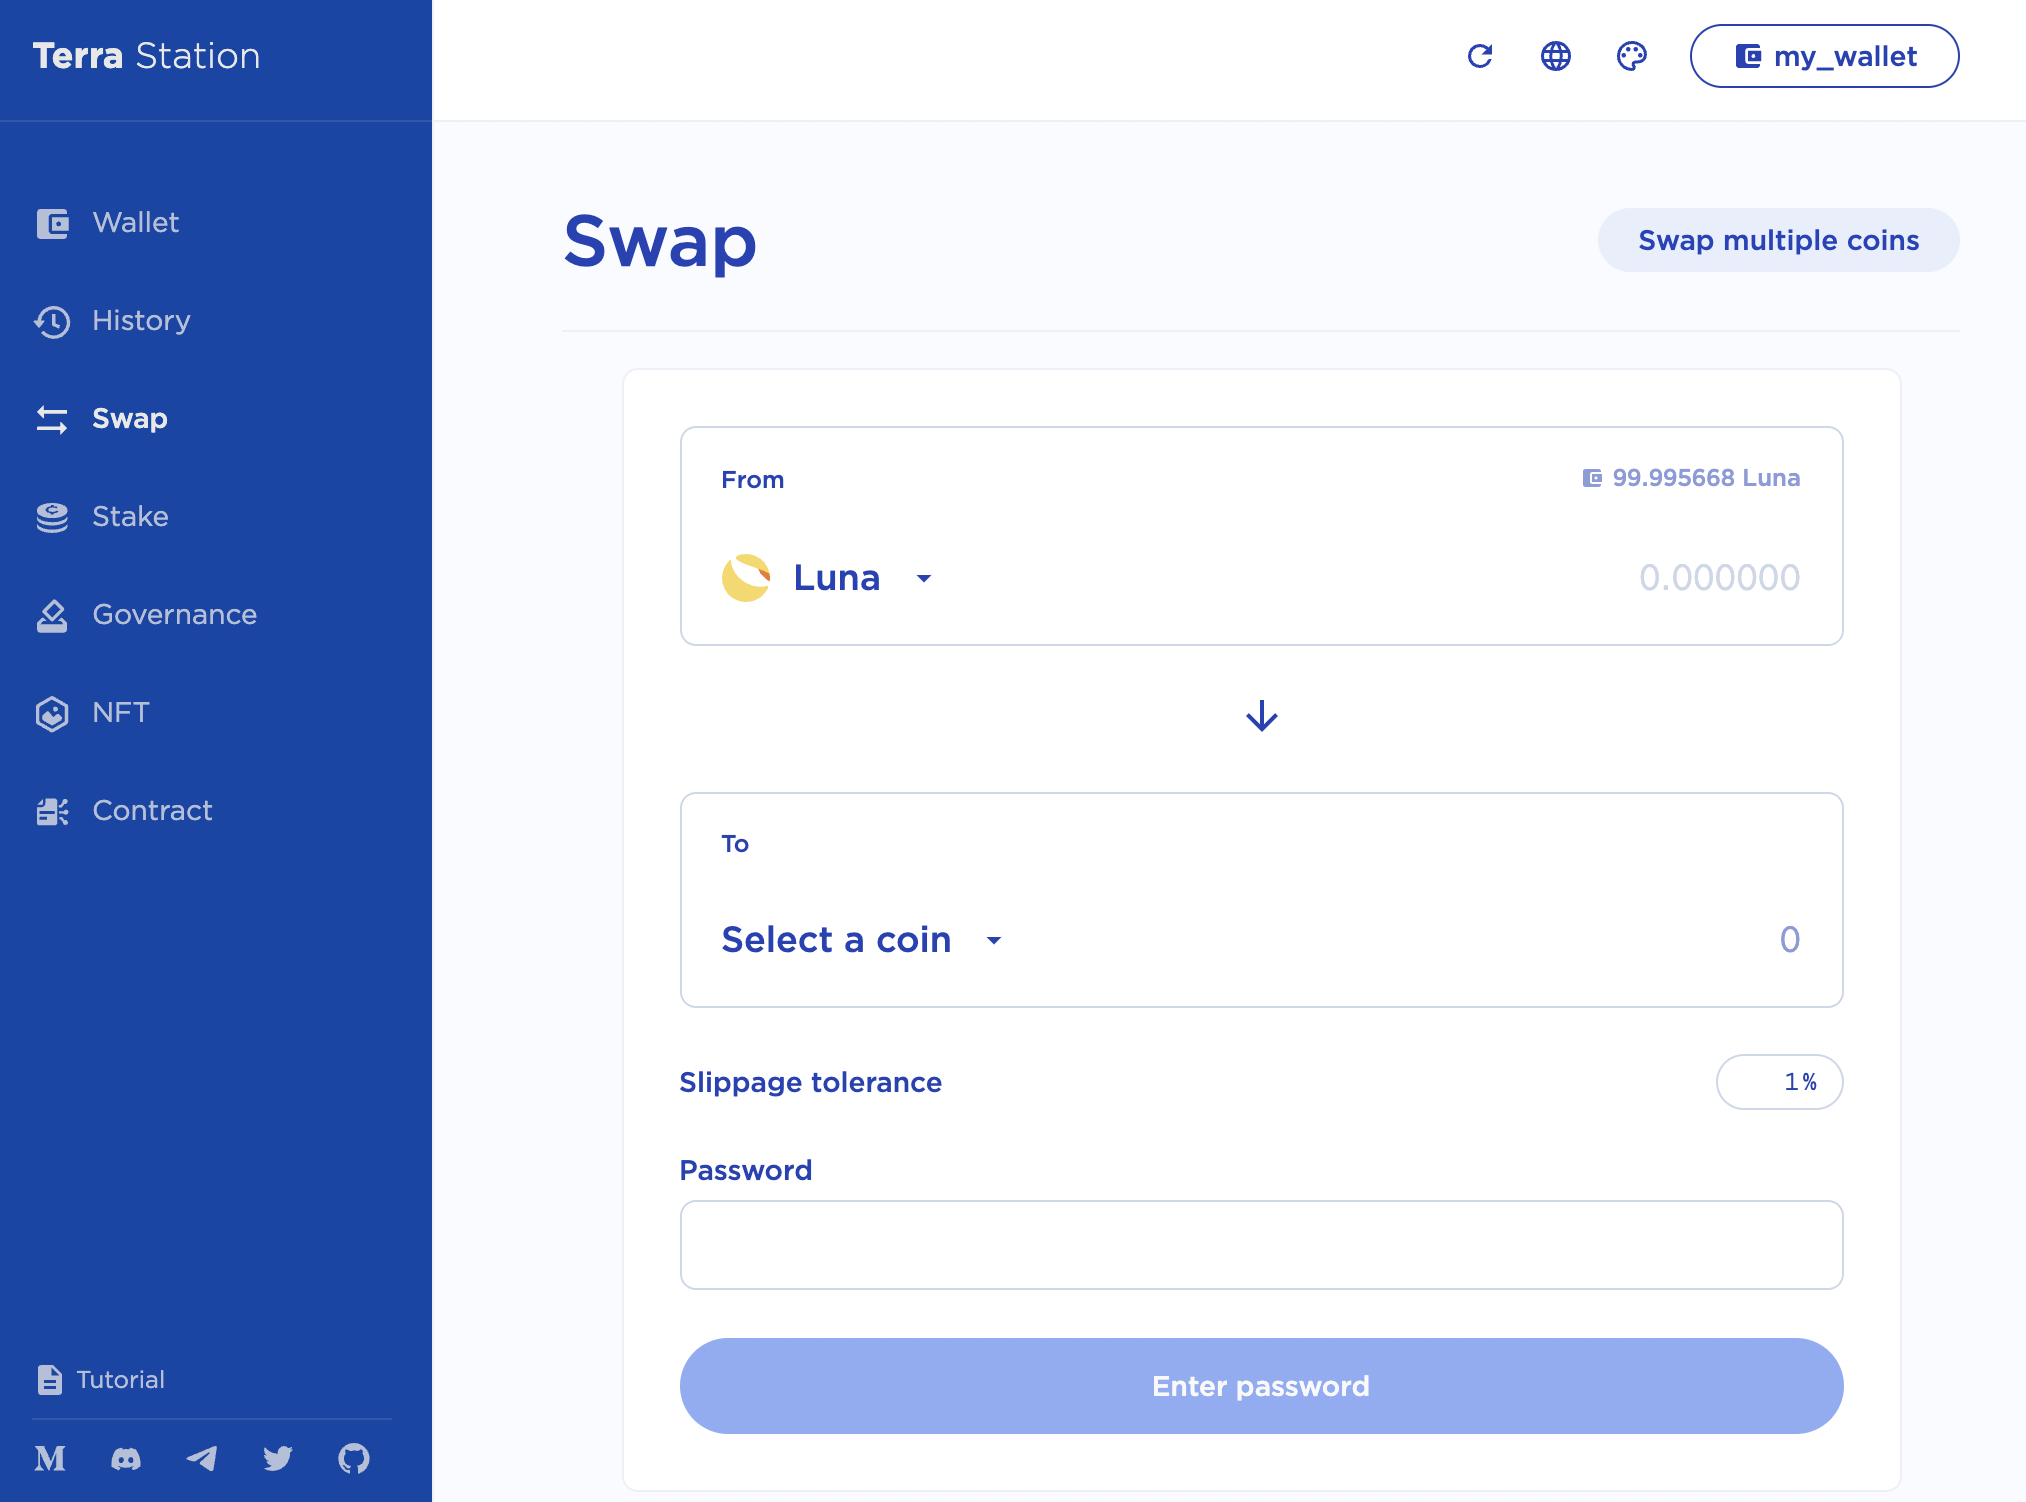 Terra Station
my_wallet
Wallet
History
Swap
Stake
Governance
NFT
Contract
Tutorial
Swap
Swap multiple coins
From
99.995668 Luna
Luna
0.000000
To
Select a coin
0
Slippage tolerance
1%
Password
Enter password